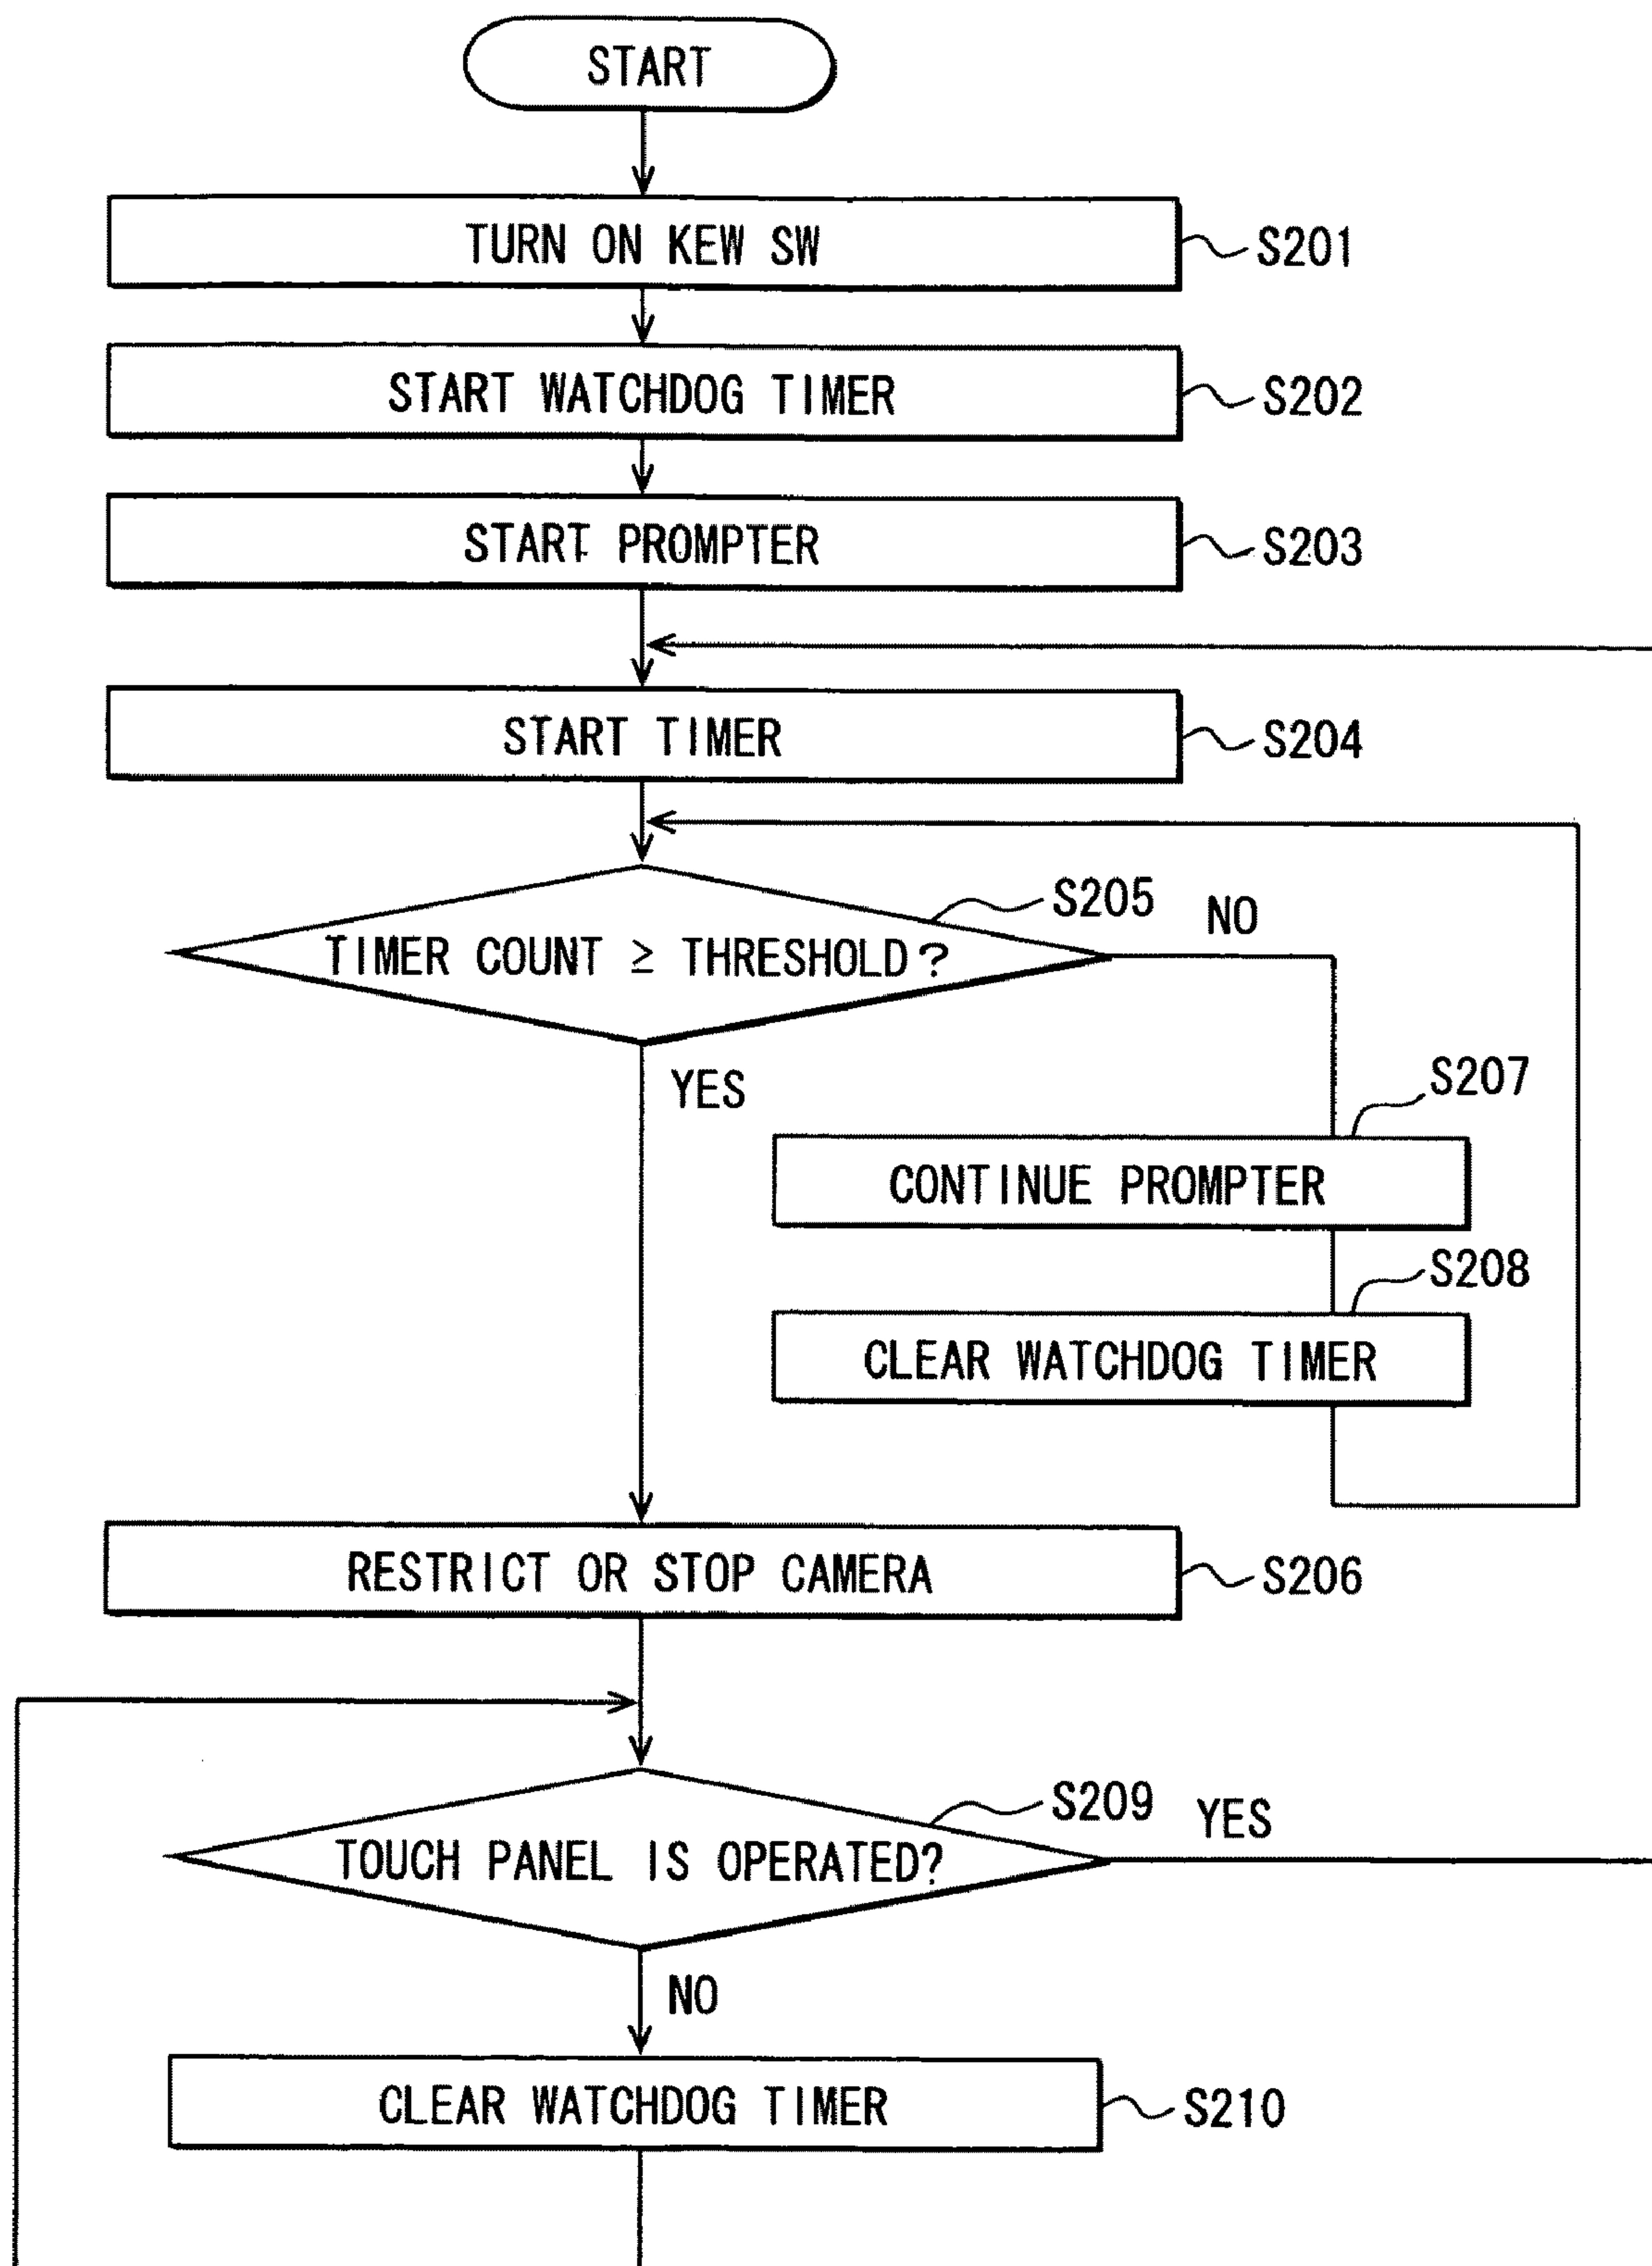 START
TURN ON KEW SW
S201
START WATCHDOG TIMER
S202
START PROMPTER
S203
START TIMER
S204
S205
NO
TIMER COUNT ≥ THRESHOLD?
YES
S207
CONTINUE PROMPTER
S208
CLEAR WATCHDOG TIMER
RESTRICT OR STOP CAMERA
S206
S209
YES
TOUCH PANEL IS OPERATED?
NO
CLEAR WATCHDOG TIMER
S210